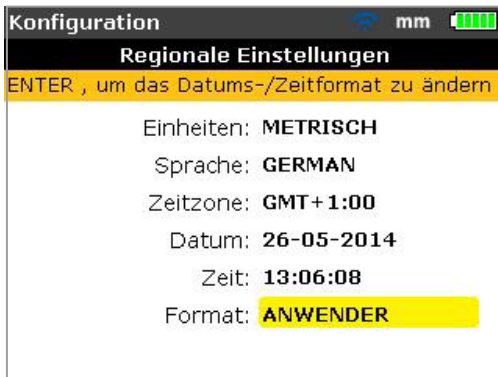 Konfiguration mm
Regionale Einstellungen
ENTER , um das Datums-/Zeitformat zu ändern
Einheiten: METRISCH
Sprache: GERMAN
Zeitzone: GMT+1:00
Datum: 26-05-2014
Zeit: 13:06:08
Format: ANWENDER